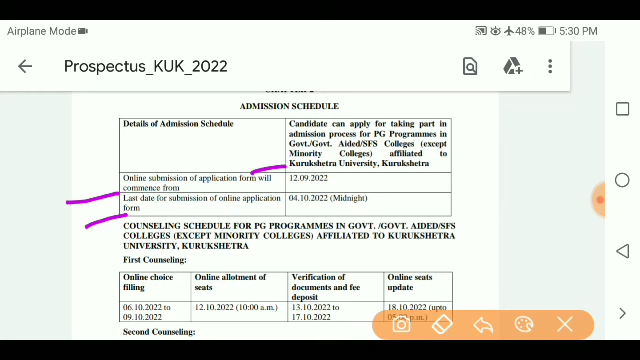 Airplane Mode 48% 5:30 PM
Prospectus_KUK_2022
ADMISSION SCHEDULE
Details of Admission Schedule
Candidate can apply for taking part in
admission process for PG Programmes in
Govt./Govt. Aided/SFS Colleges (except
Minority Colleges) affiliated to
Kurukshetra University, Kurukshetra
Online submission of application form will
commence from
12.09.2022
Last date for submission of online application
form
04.10.2022 (Midnight)
COUNSELING SCHEDULE FOR PG PROGRAMMES IN GOVT. /GOVT. AIDED/SFS
COLLEGES (EXCEPT MINORITY COLLEGES) AFFILIATED TO KURUKSHETRA
UNIVERSITY, KURUKSHETRA
First Counseling:
Online choice
filling
Online allotment of
seats
Verification of
documents and fee
deposit
Online seats
update
06.10.2022 to
09.10.2022
12.10.2022 (10:00 a.m.)
13.10.2022 to
17.10.2022
18.10.2022 (upto
p.m.)
Second Counseling: